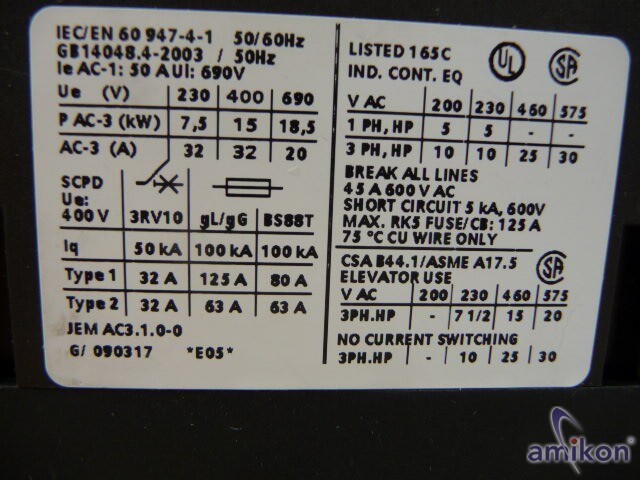 IEC/EN 60 947-4-1 50/60Hz
GB14048.4-2003 / 50Hz
Ie AC-1: 50 A Ui: 690V
Ue (V) 230 400 690
P AC-3 (kW) 7,5 15 18,5
AC-3 (A) 32 32 20
SCPD
Ue:
400 V 3RV10 gL/gG BS88T
Iq 50 kA 100 kA 100 kA
Type 1 32 A 125 A 80 A
Type 2 32 A 63 A 63 A
JEM AC3.1.0-0
G/ 090317 *E05*
LISTED 165C UL SA
IND. CONT. EQ
V AC 200 230 460 575
1 PH, HP 5 5 - -
3 PH, HP 10 10 25 30
BREAK ALL LINES
45 A 600 V AC
SHORT CIRCUIT 5 kA, 600V
MAX. RK5 FUSE/CB: 125 A
75 °C CU WIRE ONLY
CSA B44.1/ASME A17.5 SA
ELEVATOR USE
V AC 200 230 460 575
3PH.HP - 7 1/2 15 20
NO CURRENT SWITCHING
3PH.HP - 10 25 30
amikon